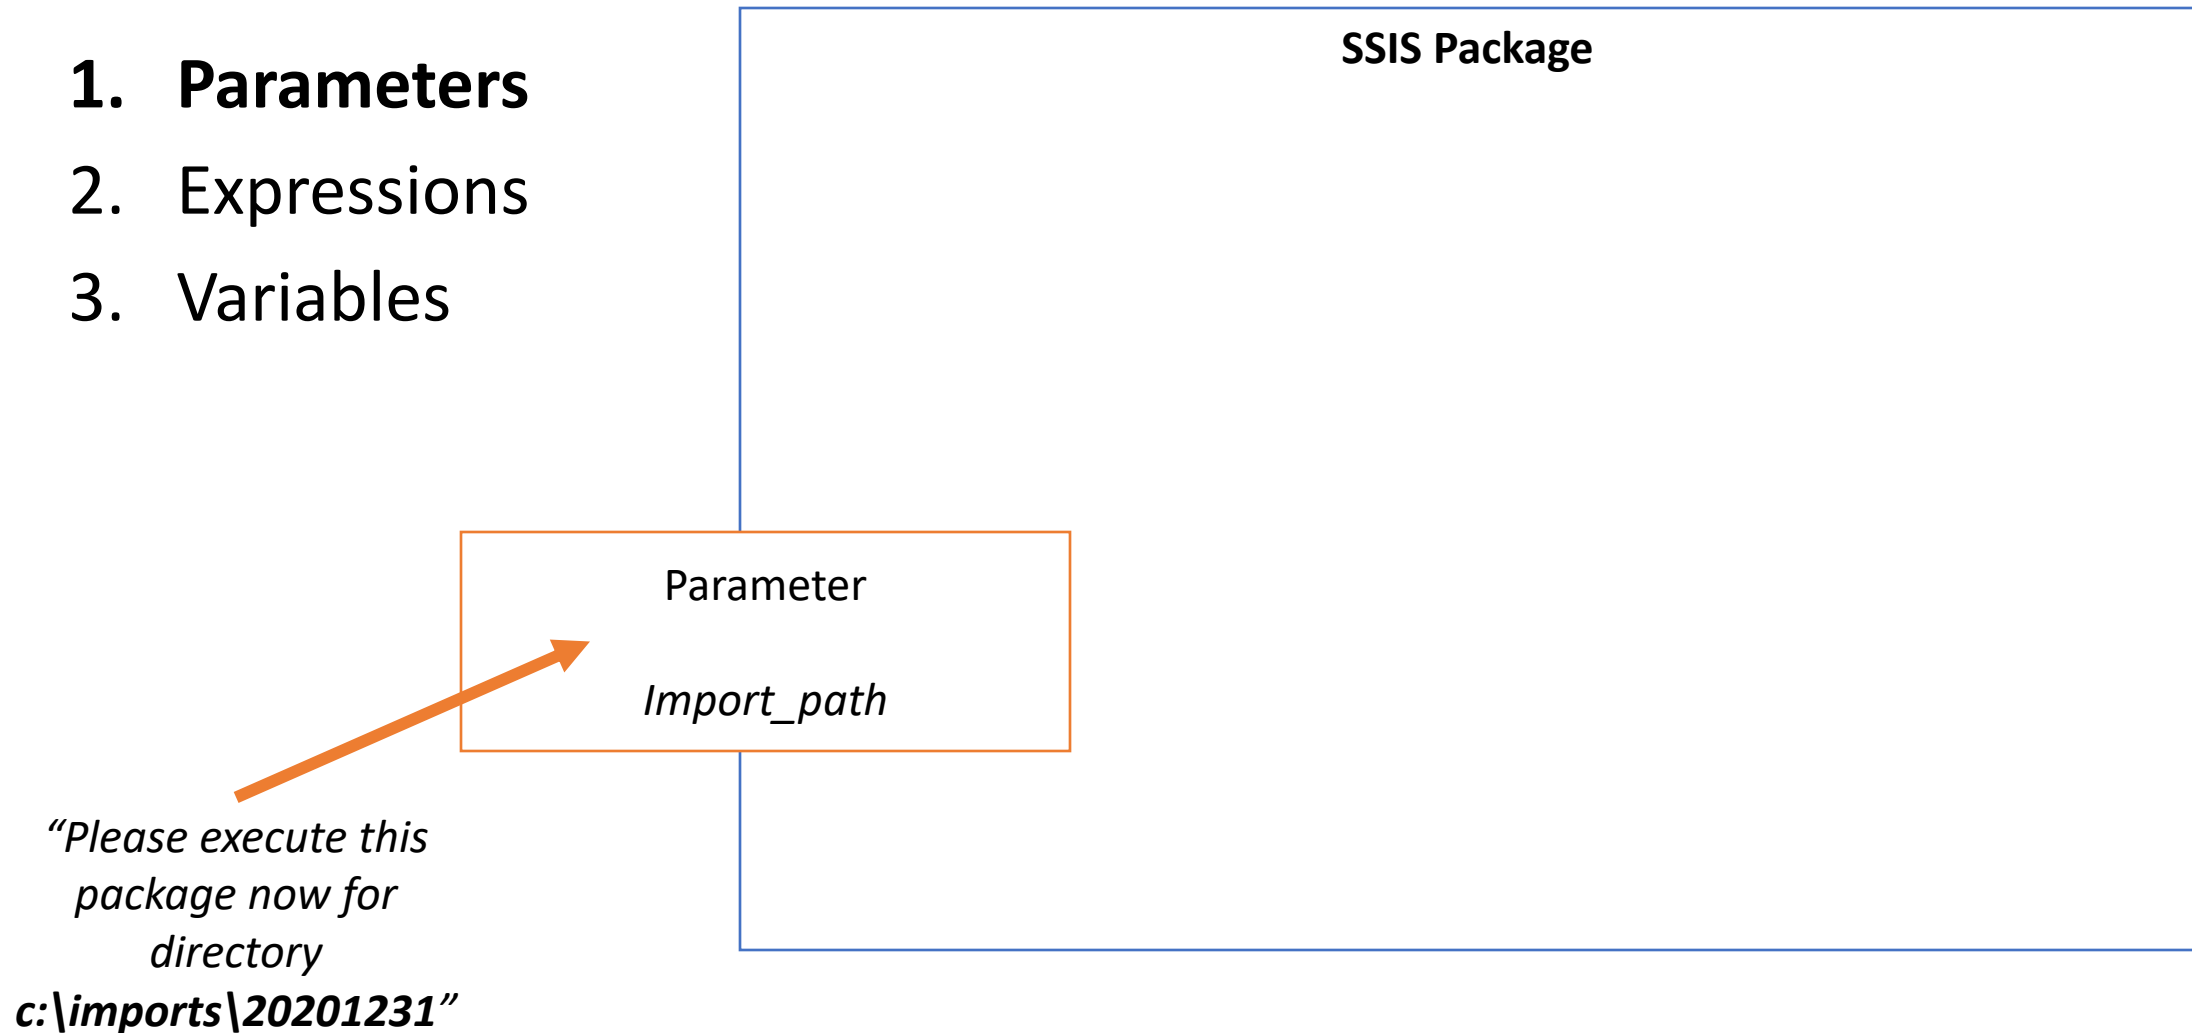 1. Parameters
2. Expressions
3. Variables
SSIS Package
Parameter
Import_path
“Please execute this
package now for
directory
c:\imports\20201231”